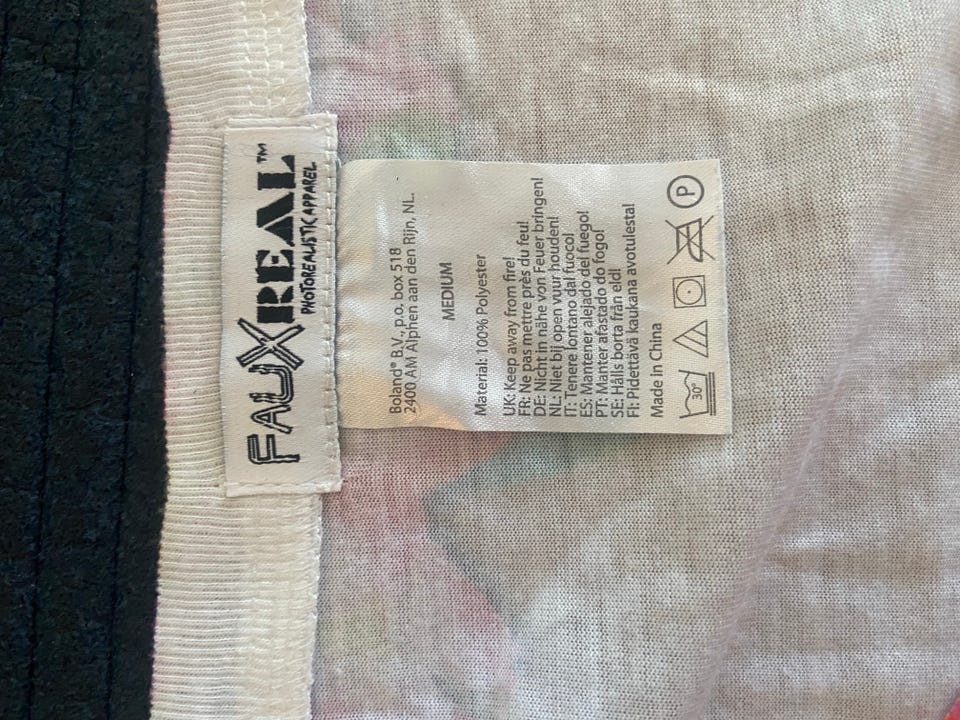 FAUX REAL™
PHOTOREALISTIC APPAREL
Boland® B.V., p.o. box 518
2400 AM Alphen aan den Rijn, NL.
MEDIUM
Material: 100% Polyester
UK: Keep away from fire!
FR: Ne pas mettre près du feu!
DE: Nicht in nähe von Feuer bringen!
NL: Niet bij open vuur houden!
IT: Tenere lontano dal fuoco!
ES: Mantener alejado del fuego!
PT: Manter afastado do fogo!
SE: Hålls borta från eld!
FI: Pidettävä kaukana avotulesta!
Made in China
30° P